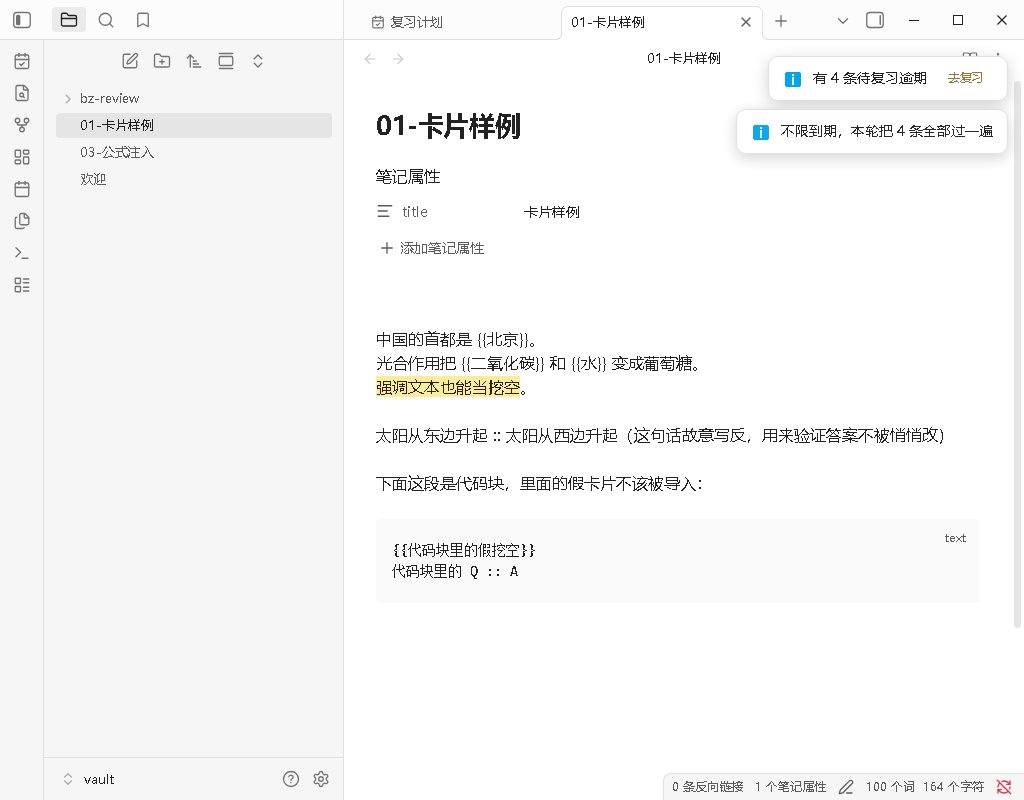 复习计划
01-卡片样例
01-卡片样例
有 4 条待复习逾期 去复习
不限到期，本轮把 4 条全部过一遍
bz-review
01-卡片样例
03-公式注入
欢迎
vault
01-卡片样例
笔记属性
title 卡片样例
添加笔记属性
中国的首都是 {{北京}}。
光合作用把 {{二氧化碳}} 和 {{水}} 变成葡萄糖。
强调文本也能当挖空。
太阳从东边升起 :: 太阳从西边升起（这句话故意写反，用来验证答案不被悄悄改）
下面这段是代码块，里面的假卡片不该被导入：
text
{{代码块里的假挖空}}
代码块里的 Q :: A
0 条反向链接 1 个笔记属性 100 个词 164 个字符